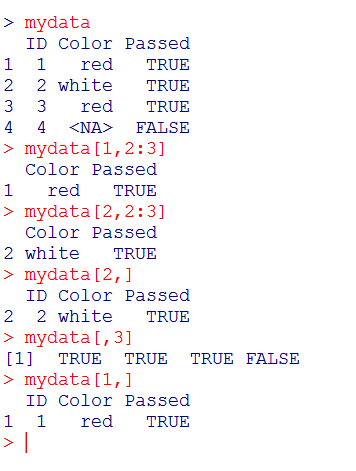 > mydata
  ID Color Passed
1  1   red   TRUE
2  2 white   TRUE
3  3   red   TRUE
4  4  <NA>  FALSE
> mydata[1,2:3]
  Color Passed
1   red   TRUE
> mydata[2,2:3]
  Color Passed
2 white   TRUE
> mydata[2,]
  ID Color Passed
2  2 white   TRUE
> mydata[,3]
[1]  TRUE  TRUE  TRUE FALSE
> mydata[1,]
  ID Color Passed
1  1   red   TRUE
>